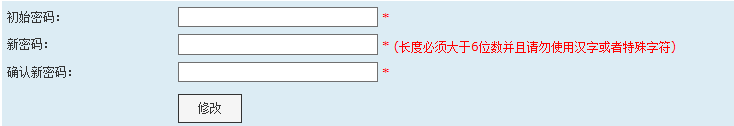 初始密码: *
新密码: * (长度必须大于6位数并且请勿使用汉字或者特殊字符)
确认新密码: *
修改